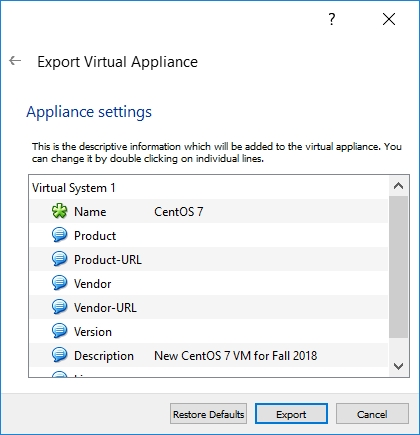 ?
Export Virtual Appliance
Appliance settings
This is the descriptive information which will be added to the virtual appliance. You
can change it by double clicking on individual lines.
Virtual System 1
Name CentOS 7
Product
Product-URL
Vendor
Vendor-URL
Version
Description New CentOS 7 VM for Fall 2018
Restore Defaults Export Cancel